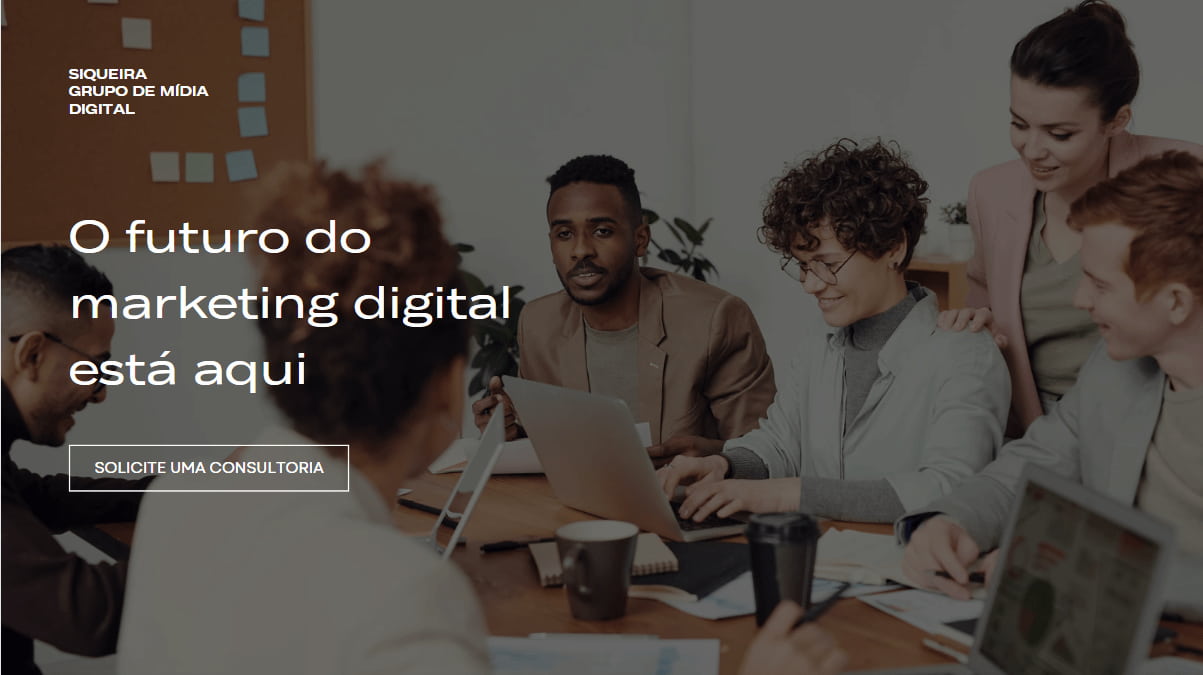 SIQUEIRA
GRUPO DE MÍDIA
DIGITAL
O futuro do
marketing digital
está aqui
SOLICITE UMA CONSULTORIA